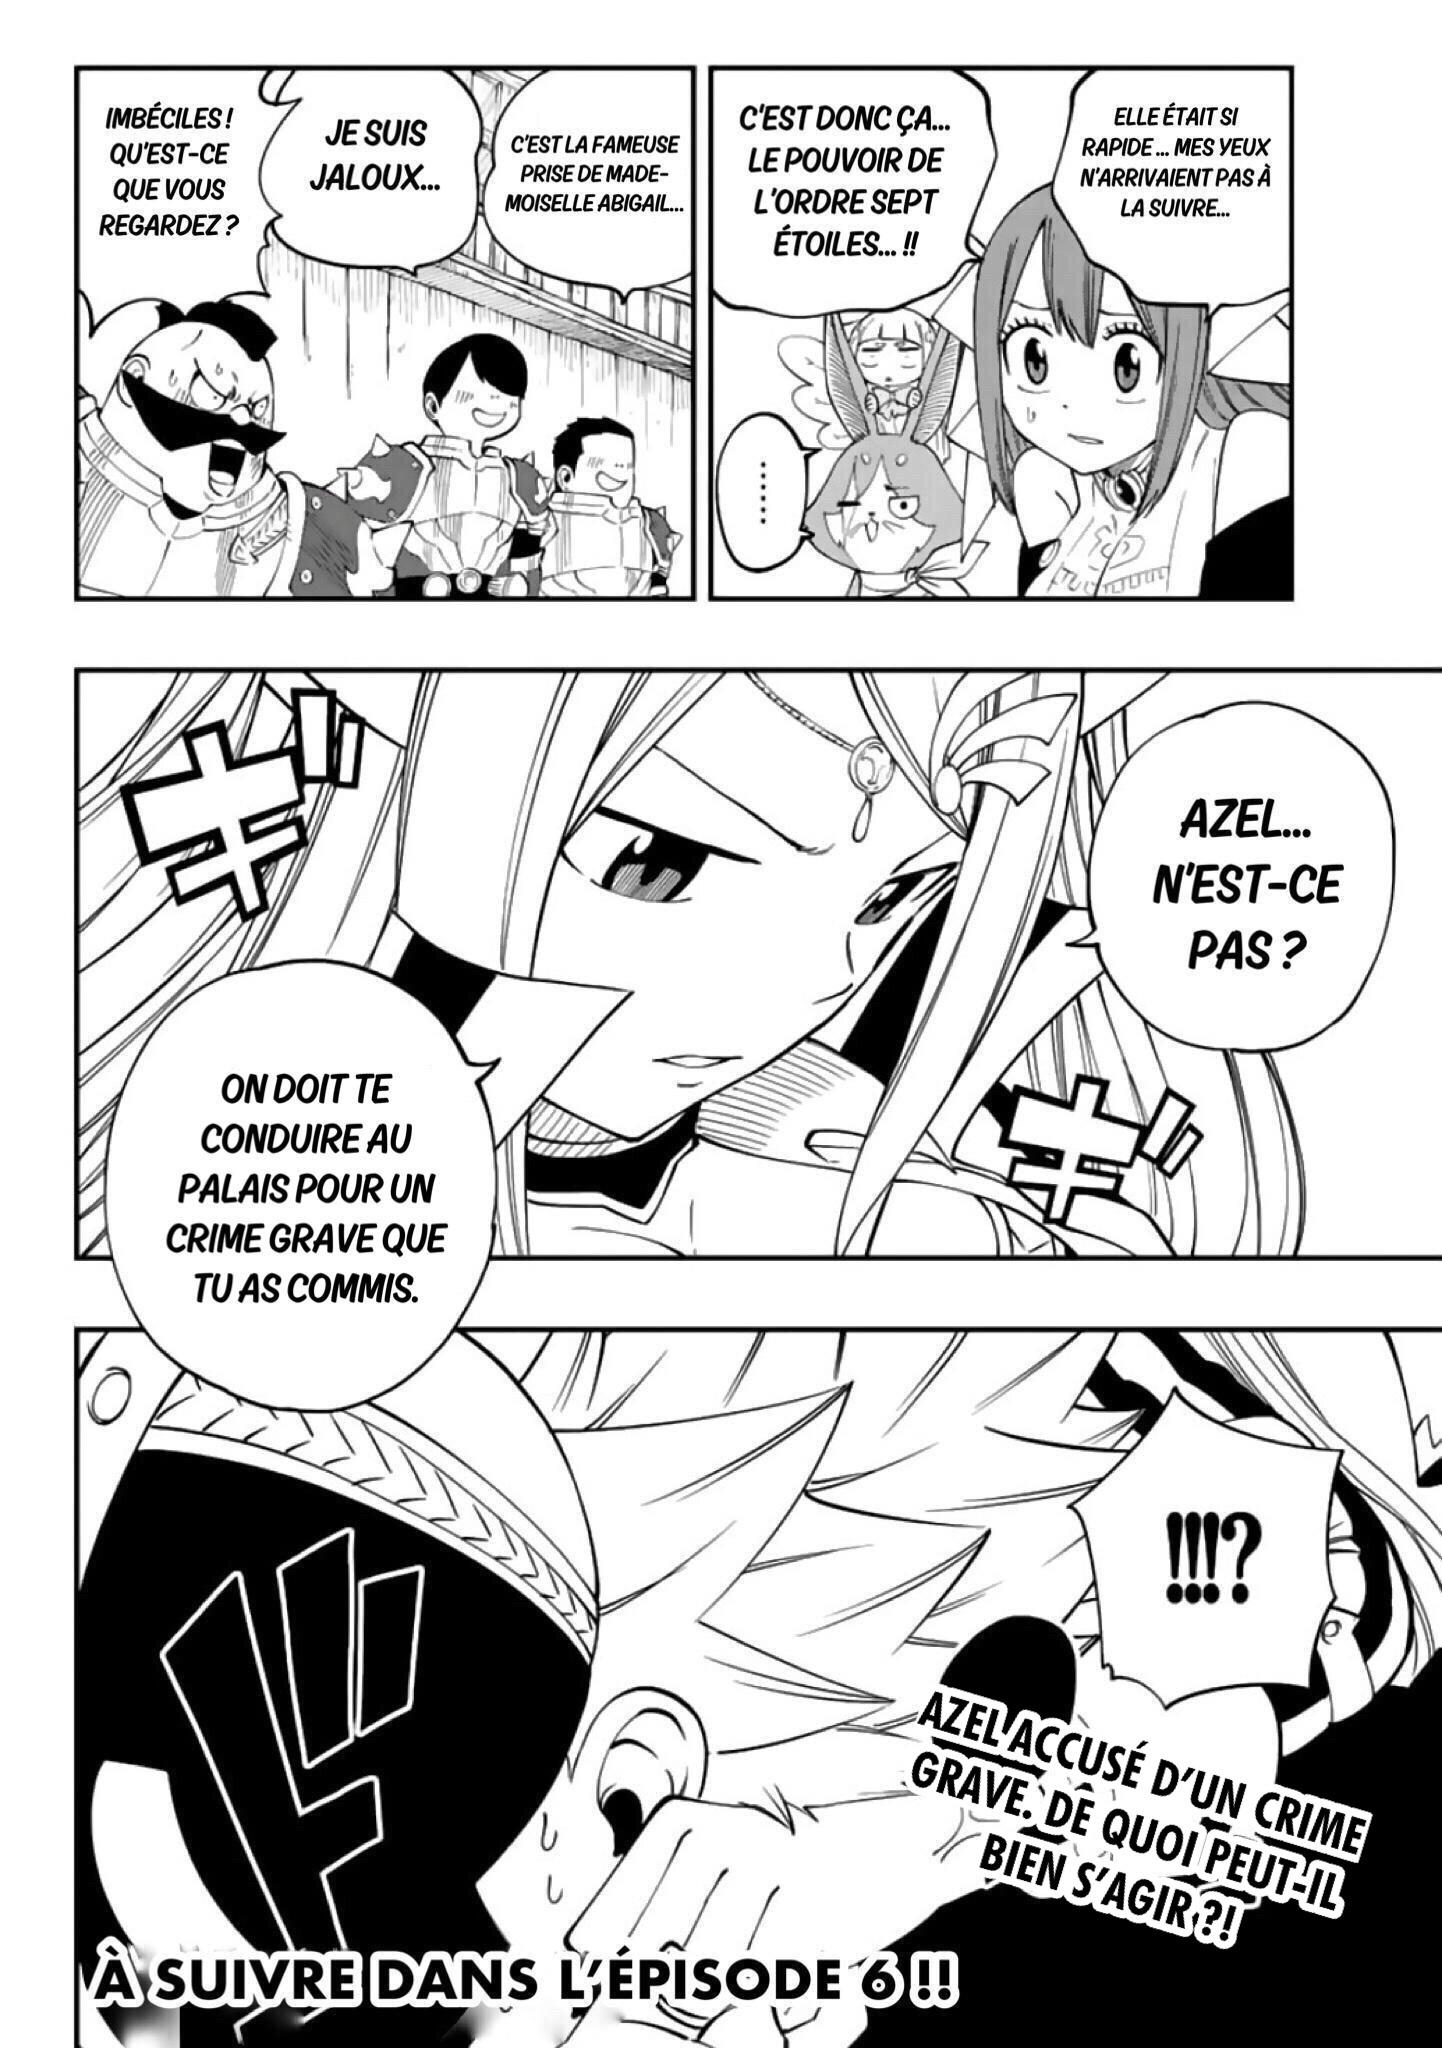 ELLE ÉTAIT SI
RAPIDE ... MES YEUX
N'ARRIVAIENT PAS À
LA SUIVRE...
C'EST DONC ÇA...
LE POUVOIR DE
L'ORDRE SEPT
ÉTOILES... !!
.......
C'EST LA FAMEUSE
PRISE DE MADE-
MOISELLE ABIGAIL...
JE SUIS
JALOUX...
IMBÉCILES !
QU'EST-CE
QUE VOUS
REGARDEZ ?
AZEL...
N'EST-CE
PAS ?
ギ
ギ
ON DOIT TE
CONDUIRE AU
PALAIS POUR UN
CRIME GRAVE QUE
TU AS COMMIS.
!!!?
AZEL ACCUSÉ D'UN CRIME
GRAVE. DE QUOI PEUT-IL
BIEN S'AGIR ?!
À SUIVRE DANS L'ÉPISODE 6 !!